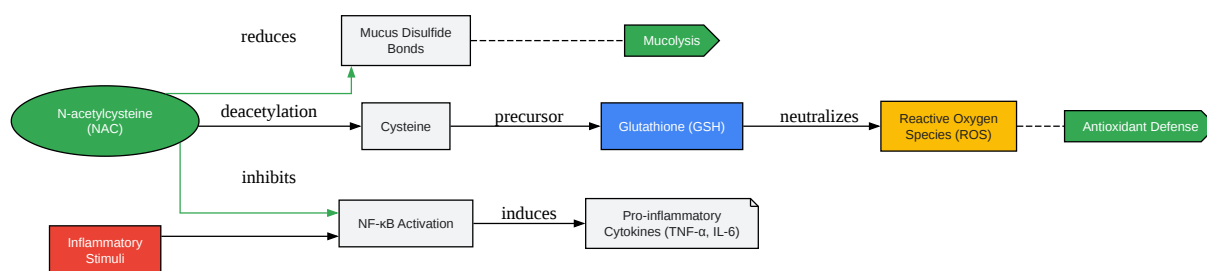 reduces
Mucus Disulfide
Bonds
Mucolysis
N-acetylcysteine
(NAC)
deacetylation
Cysteine
precursor
Glutathione (GSH)
neutralizes
Reactive Oxygen
Species (ROS)
Antioxidant Defense
inhibits
NF-κB Activation
induces
Pro-inflammatory
Cytokines (TNF-α, IL-6)
Inflammatory
Stimuli